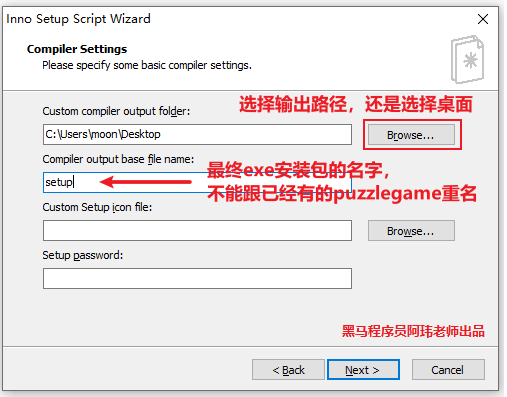 Inno Setup Script Wizard
Compiler Settings
Please specify some basic compiler settings.
选择输出路径，还是选择桌面
Custom compiler output folder:
C:\Users\moon\Desktop
Browse...
Compiler output base file name:
最终exe安装包的名字，
setup
不能跟已经有的puzzlegame重名
Custom Setup icon file:
Browse...
Setup password:
黑马程序员阿玮老师出品
< Back
Next >
Cancel